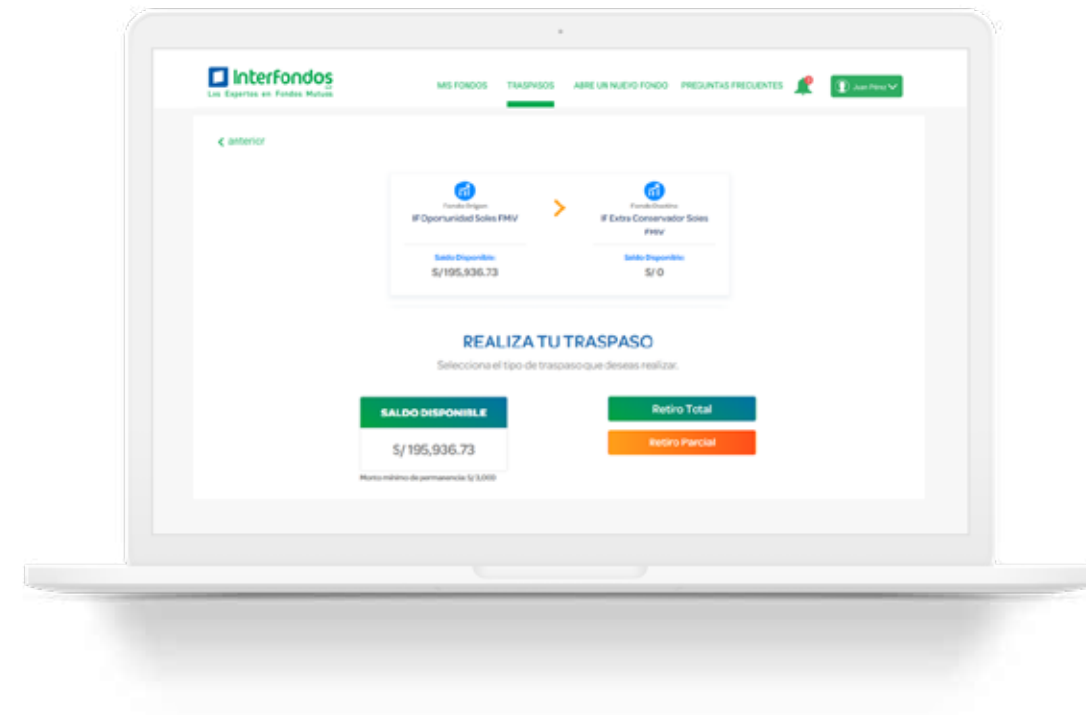 Interfondos
Los Expertos en Fondos Mutuos
MIS FONDOS TRASPASOS ABRE UN NUEVO FONDO PREGUNTAS FRECUENTES Juan Pérez
anterior
Fondo Origen
IF Oportunidad Soles FMIV
Saldo Disponible:
S/195,936.73
Fondo Destino
IF Extra Conservador Soles
FMIV
Saldo Disponible:
S/ 0
REALIZA TU TRASPASO
Selecciona el tipo de traspaso que deseas realizar.
SALDO DISPONIBLE
S/ 195,936.73
Monto mínimo de permanencia: S/ 3,000
Retiro Total
Retiro Parcial